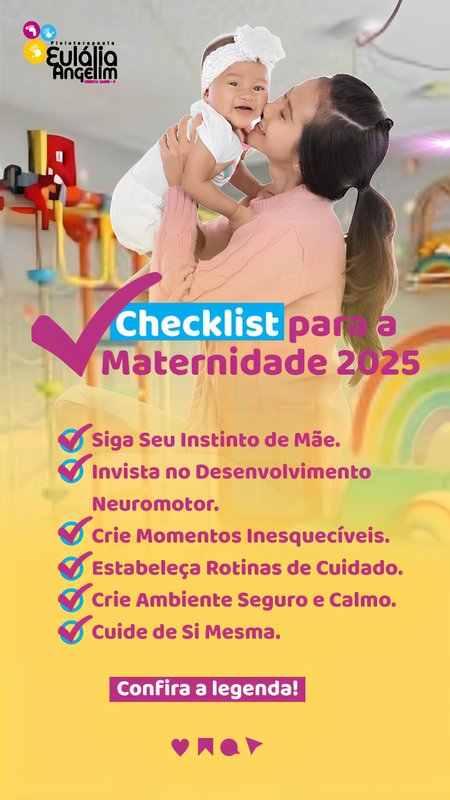 Fisioterapeuta
Eulália
Angelim
Checklist para a
Maternidade 2025
Siga Seu Instinto de Mãe.
Invista no Desenvolvimento
Neuromotor.
Crie Momentos Inesquecíveis.
Estabeleça Rotinas de Cuidado.
Crie Ambiente Seguro e Calmo.
Cuide de Si Mesma.
Confira a legenda!